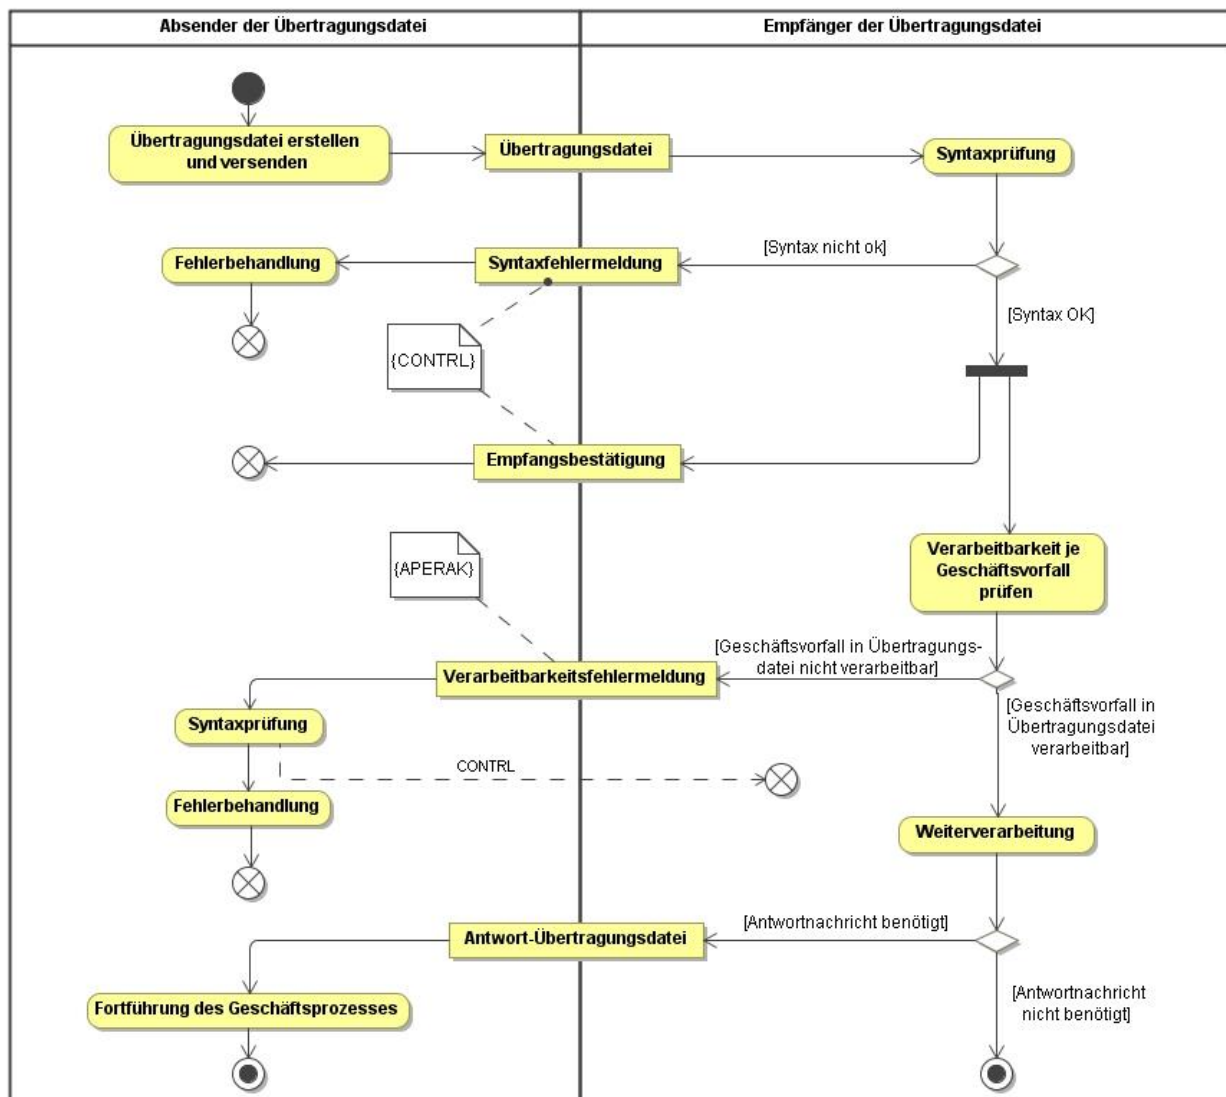 Absender der Übertragungsdatei
Empfänger der Übertragungsdatei
Übertragungsdatei erstellen
und versenden
Übertragungsdatei
Syntaxprüfung
[Syntax nicht ok]
Fehlerbehandlung
Syntaxfehlermeldung
[Syntax OK]
{CONTRL}
Empfangsbestätigung
{APERAK}
Verarbeitbarkeit je
Geschäftsvorfall
prüfen
[Geschäftsvorfall in Übertragungs-
datei nicht verarbeitbar]
Verarbeitbarkeitsfehlermeldung
[Geschäftsvorfall in
Übertragungsdatei
verarbeitbar]
Syntaxprüfung
CONTRL
Fehlerbehandlung
Weiterverarbeitung
[Antwortnachricht benötigt]
Antwort-Übertragungsdatei
Fortführung des Geschäftsprozesses
[Antwortnachricht
nicht benötigt]